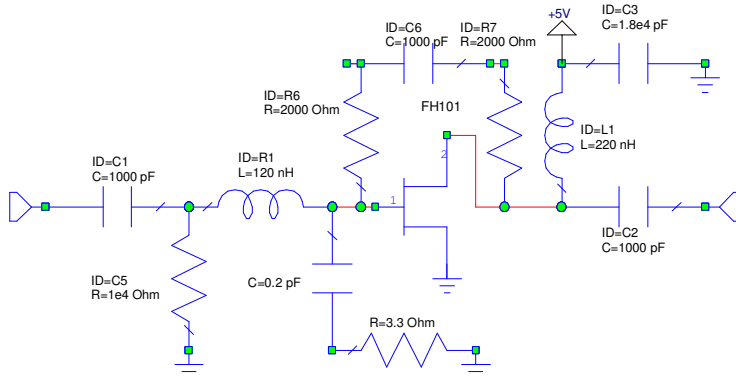 ID=C6
C=1000 pF
ID=R7
R=2000 Ohm
+5V
ID=C3
C=1.8e4 pF
ID=R6
R=2000 Ohm
FH101
ID=L1
L=220 nH
2
ID=C1
C=1000 pF
ID=R1
L=120 nH
1
ID=C2
C=1000 pF
ID=C5
R=1e4 Ohm
C=0.2 pF
R=3.3 Ohm